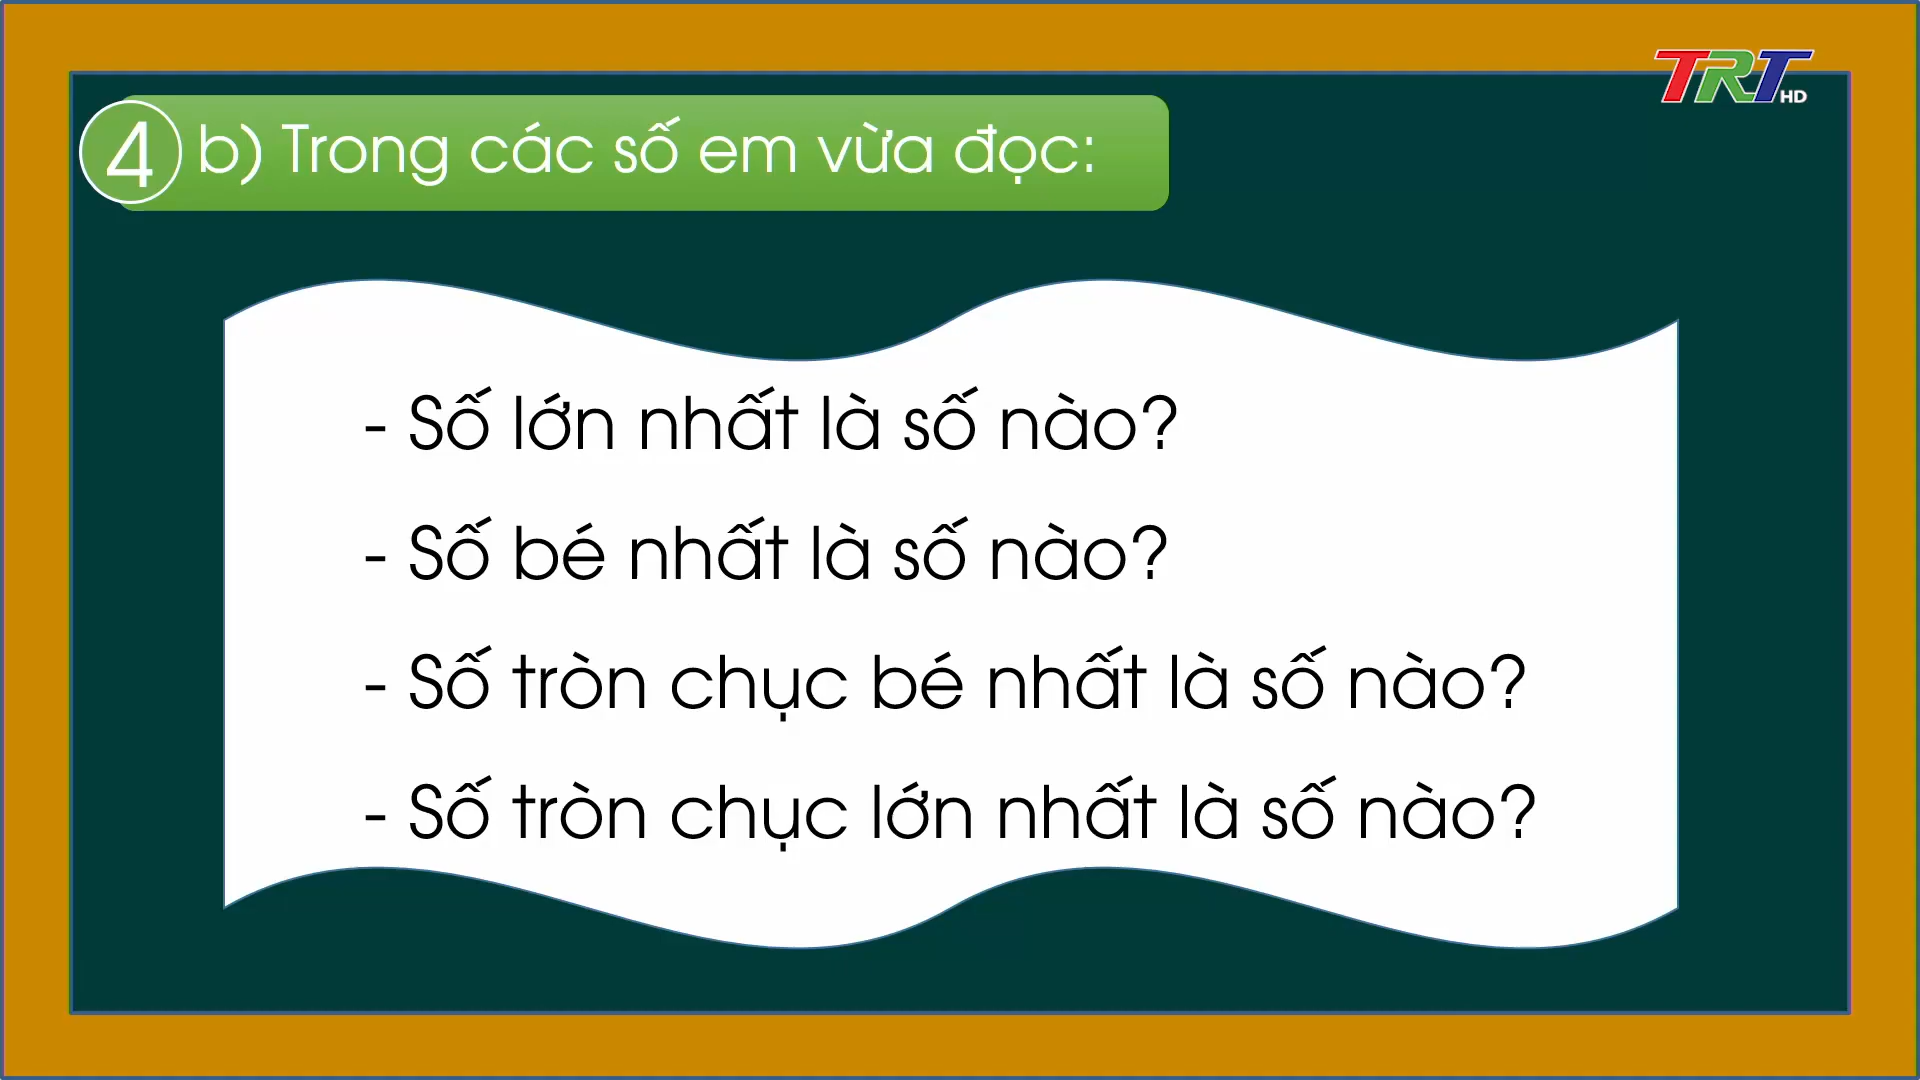 TRT HD
4 b) Trong các số em vừa đọc:
- Số lớn nhất là số nào?
- Số bé nhất là số nào?
- Số tròn chục bé nhất là số nào?
- Số tròn chục lớn nhất là số nào?